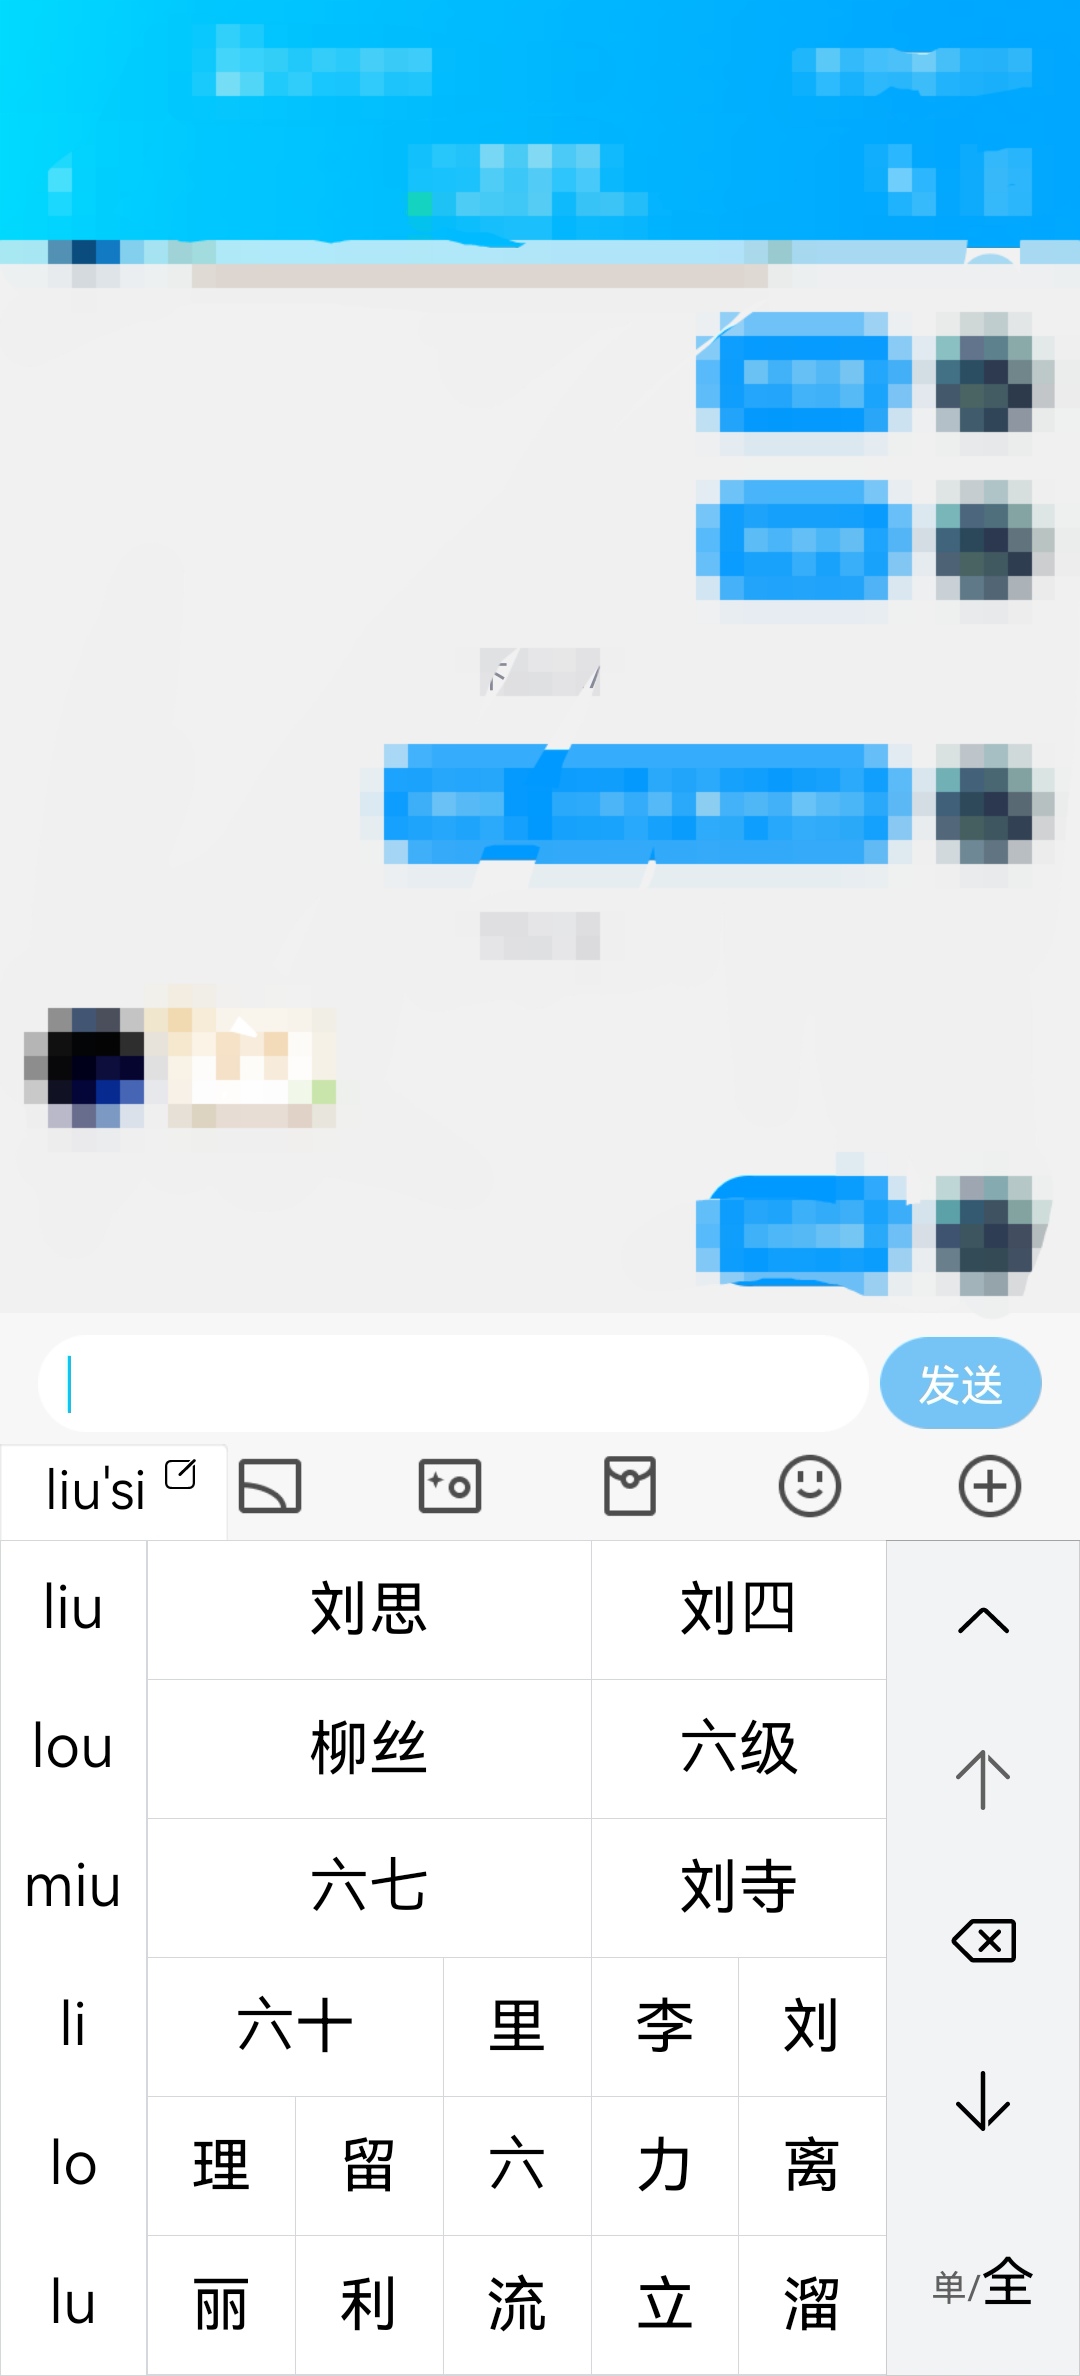 发送
liu'si
liu 刘思 刘四
lou 柳丝 六级
miu 六七 刘寺
li 六十 里 李 刘
lo 理 留 六 力 离
lu 丽 利 流 立 溜
单/全